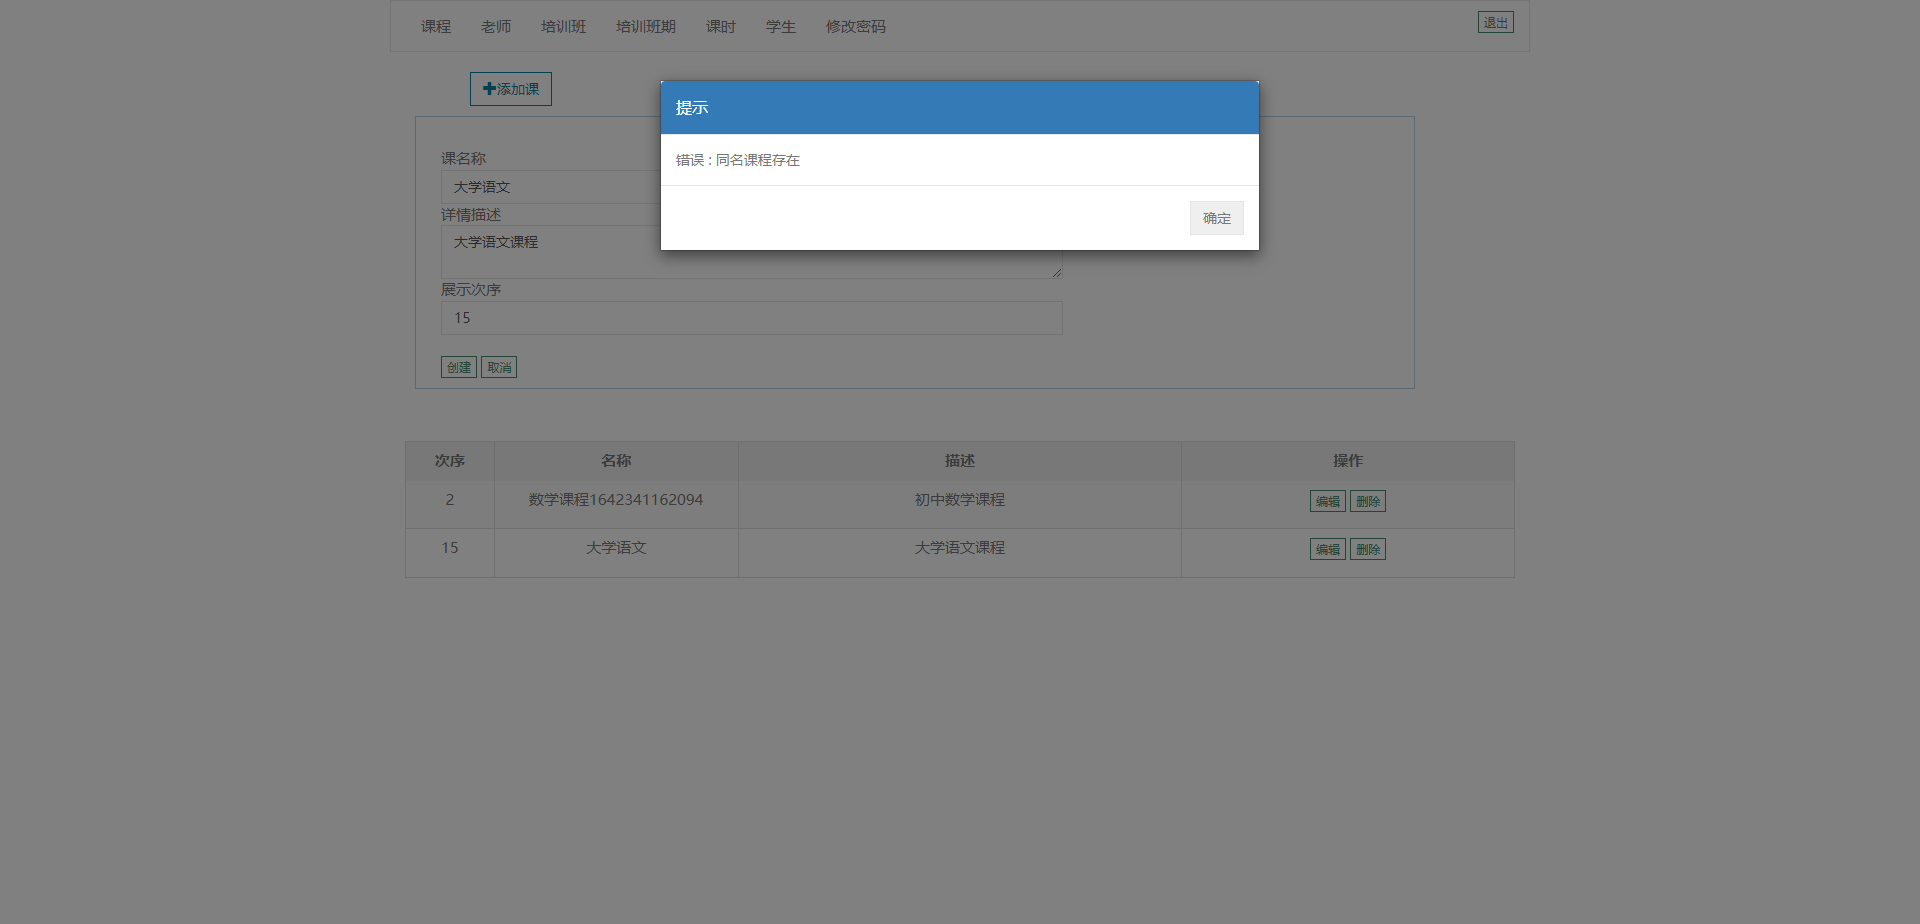 课程 老师 培训班 培训班期 课时 学生 修改密码 退出
添加课
提示
错误 : 同名课程存在
确定
课名称
大学语文
详情描述
大学语文课程
展示次序
15
创建 取消
次序 名称 描述 操作
2 数学课程1642341162094 初中数学课程 编辑 删除
15 大学语文 大学语文课程 编辑 删除